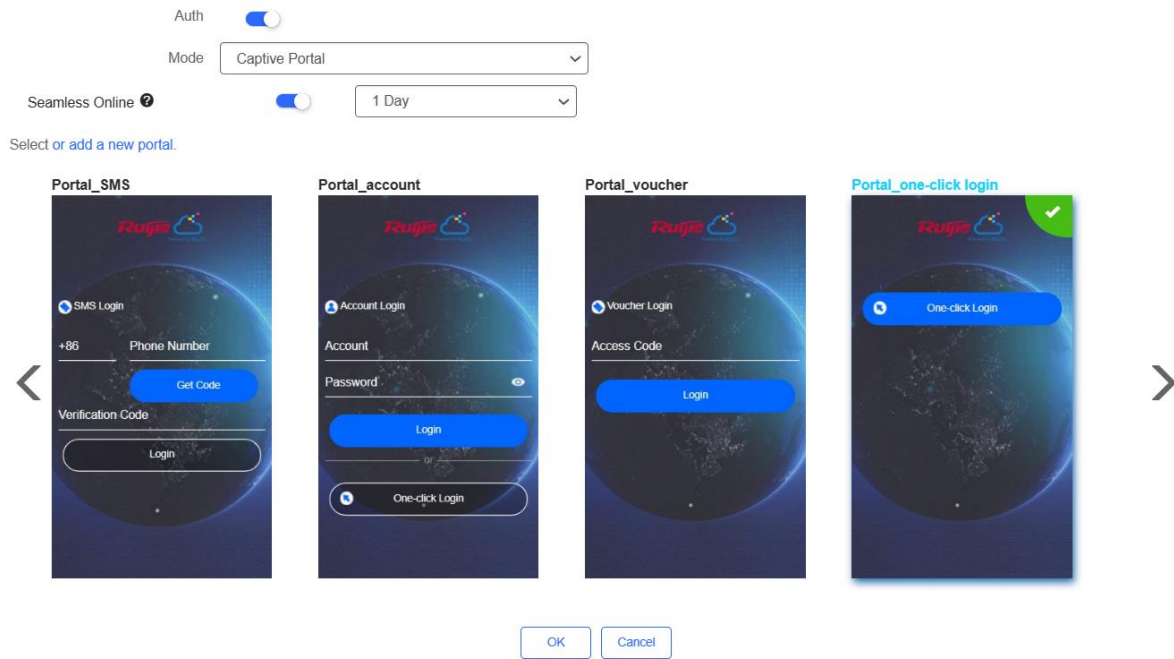 Auth
Mode Captive Portal
Seamless Online ? 1 Day
Select or add a new portal.
Portal_SMS
Ruijie
SMS Login
+86 Phone Number
Get Code
Verification Code
Login
Portal_account
Ruijie
Account Login
Account
Password
Login
or
One-click Login
Portal_voucher
Ruijie
Voucher Login
Access Code
Login
Portal_one-click login
Ruijie
One-click Login
OK Cancel